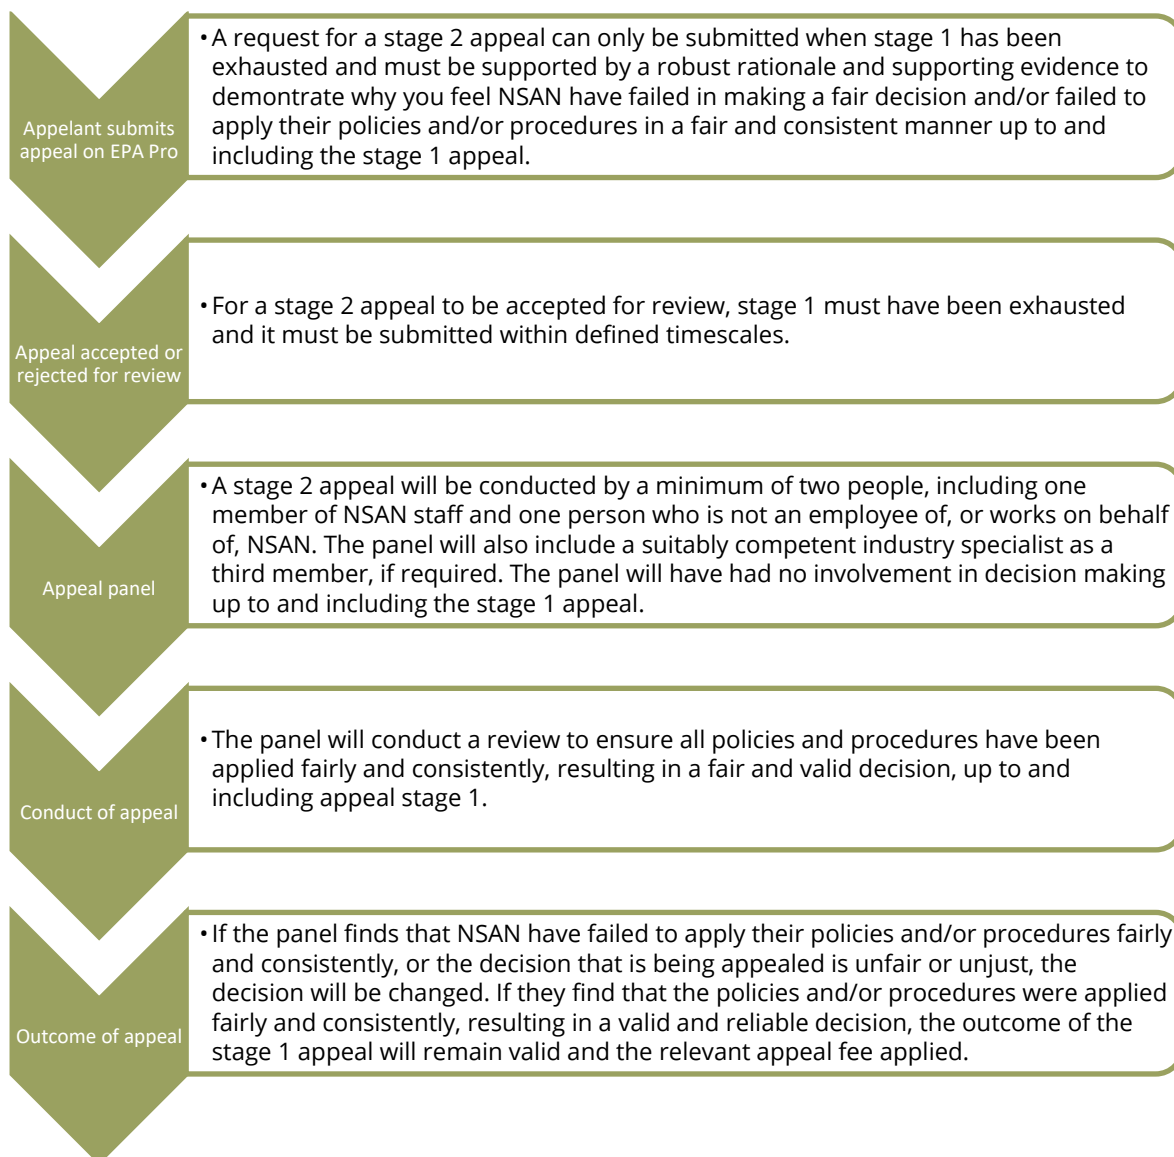 Appelant submits
appeal on EPA Pro
• A request for a stage 2 appeal can only be submitted when stage 1 has been
exhausted and must be supported by a robust rationale and supporting evidence to
demontrate why you feel NSAN have failed in making a fair decision and/or failed to
apply their policies and/or procedures in a fair and consistent manner up to and
including the stage 1 appeal.
Appeal accepted or
rejected for review
• For a stage 2 appeal to be accepted for review, stage 1 must have been exhausted
and it must be submitted within defined timescales.
Appeal panel
• A stage 2 appeal will be conducted by a minimum of two people, including one
member of NSAN staff and one person who is not an employee of, or works on behalf
of, NSAN. The panel will also include a suitably competent industry specialist as a
third member, if required. The panel will have had no involvement in decision making
up to and including the stage 1 appeal.
Conduct of appeal
• The panel will conduct a review to ensure all policies and procedures have been
applied fairly and consistently, resulting in a fair and valid decision, up to and
including appeal stage 1.
Outcome of appeal
• If the panel finds that NSAN have failed to apply their policies and/or procedures fairly
and consistently, or the decision that is being appealed is unfair or unjust, the
decision will be changed. If they find that the policies and/or procedures were applied
fairly and consistently, resulting in a valid and reliable decision, the outcome of the
stage 1 appeal will remain valid and the relevant appeal fee applied.